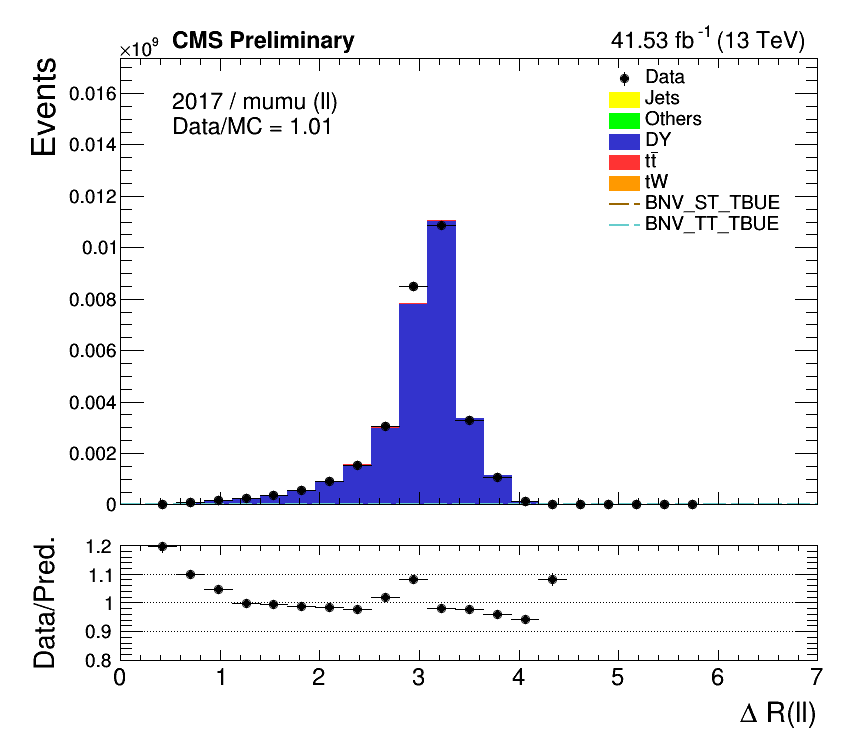 ×10⁹ CMS Preliminary 41.53 fb⁻¹ (13 TeV)
Events
2017 / mumu (ll)
Data/MC = 1.01
Data
Jets
Others
DY
tt̄
tW
BNV_ST_TBUE
BNV_TT_TBUE
0.016
0.014
0.012
0.01
0.008
0.006
0.004
0.002
0
Data/Pred.
1.2
1.1
1
0.9
0.8
0 1 2 3 4 5 6 7
Δ R(ll)